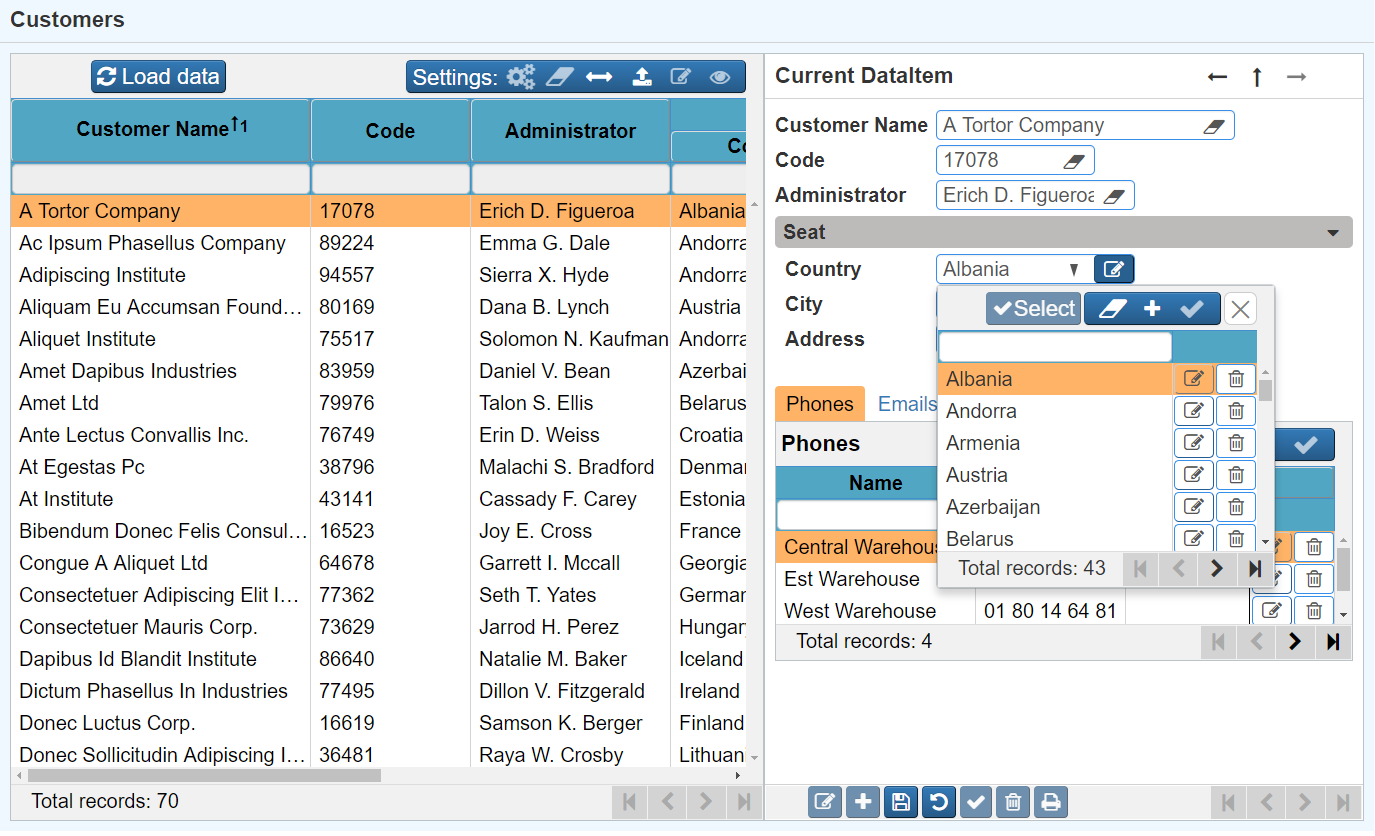 Customers
Load data
Settings:
Customer Name 1 Code Administrator Co
A Tortor Company 17078 Erich D. Figueroa Albania
Ac Ipsum Phasellus Company 89224 Emma G. Dale Andorra
Adipiscing Institute 94557 Sierra X. Hyde Andorra
Aliquam Eu Accumsan Found... 80169 Dana B. Lynch Austria
Aliquet Institute 75517 Solomon N. Kaufman Andorra
Amet Dapibus Industries 83959 Daniel V. Bean Azerbai
Amet Ltd 79976 Talon S. Ellis Belarus
Ante Lectus Convallis Inc. 76749 Erin D. Weiss Croatia
At Egestas Pc 38796 Malachi S. Bradford Denmar
At Institute 43141 Cassady F. Carey Estonia
Bibendum Donec Felis Consul... 16523 Joy E. Cross France
Congue A Aliquet Ltd 64678 Garrett I. Mccall Georgia
Consectetuer Adipiscing Elit I... 77362 Seth T. Yates German
Consectetuer Mauris Corp. 73629 Jarrod H. Perez Hungar
Dapibus Id Blandit Institute 86640 Natalie M. Baker Iceland
Dictum Phasellus In Industries 77495 Dillon V. Fitzgerald Ireland
Donec Luctus Corp. 16619 Samson K. Berger Finland
Donec Sollicitudin Adipiscing I... 36481 Raya W. Crosby Lithuan
Total records: 70
Current DataItem
Customer Name A Tortor Company
Code 17078
Administrator Erich D. Figueroa
Seat
Country Albania
City
Address
Select
Albania
Andorra
Armenia
Austria
Azerbaijan
Belarus
Total records: 43
Phones Emails
Phones
Name
Central Warehous
Est Warehouse
West Warehouse 01 80 14 64 81
Total records: 4